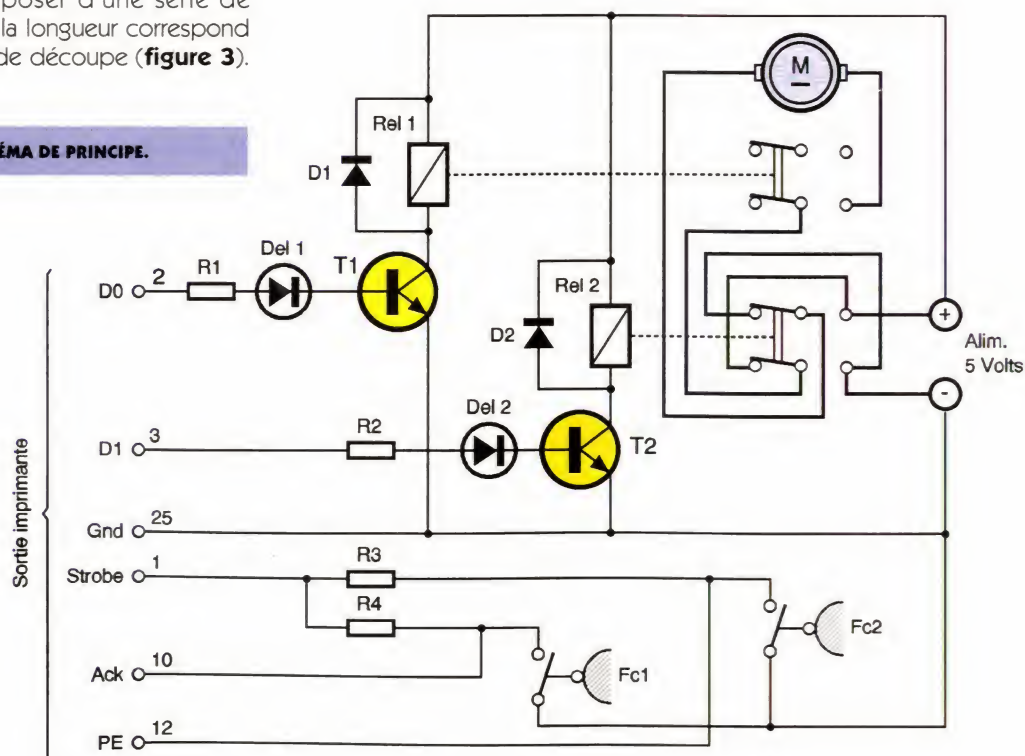 poser d'une série de
la longueur correspond
de découpe (figure 3).
ÉMA DE PRINCIPE.
M
Rel 1
D1
Del 1
D0 2 R1 T1
Rel 2
D2
Alim.
5 Volts
+
-
Del 2
D1 3 R2 T2
Sortie imprimante
Gnd 25
Strobe 1 R3
R4
Fc2
Ack 10
Fc1
PE 12